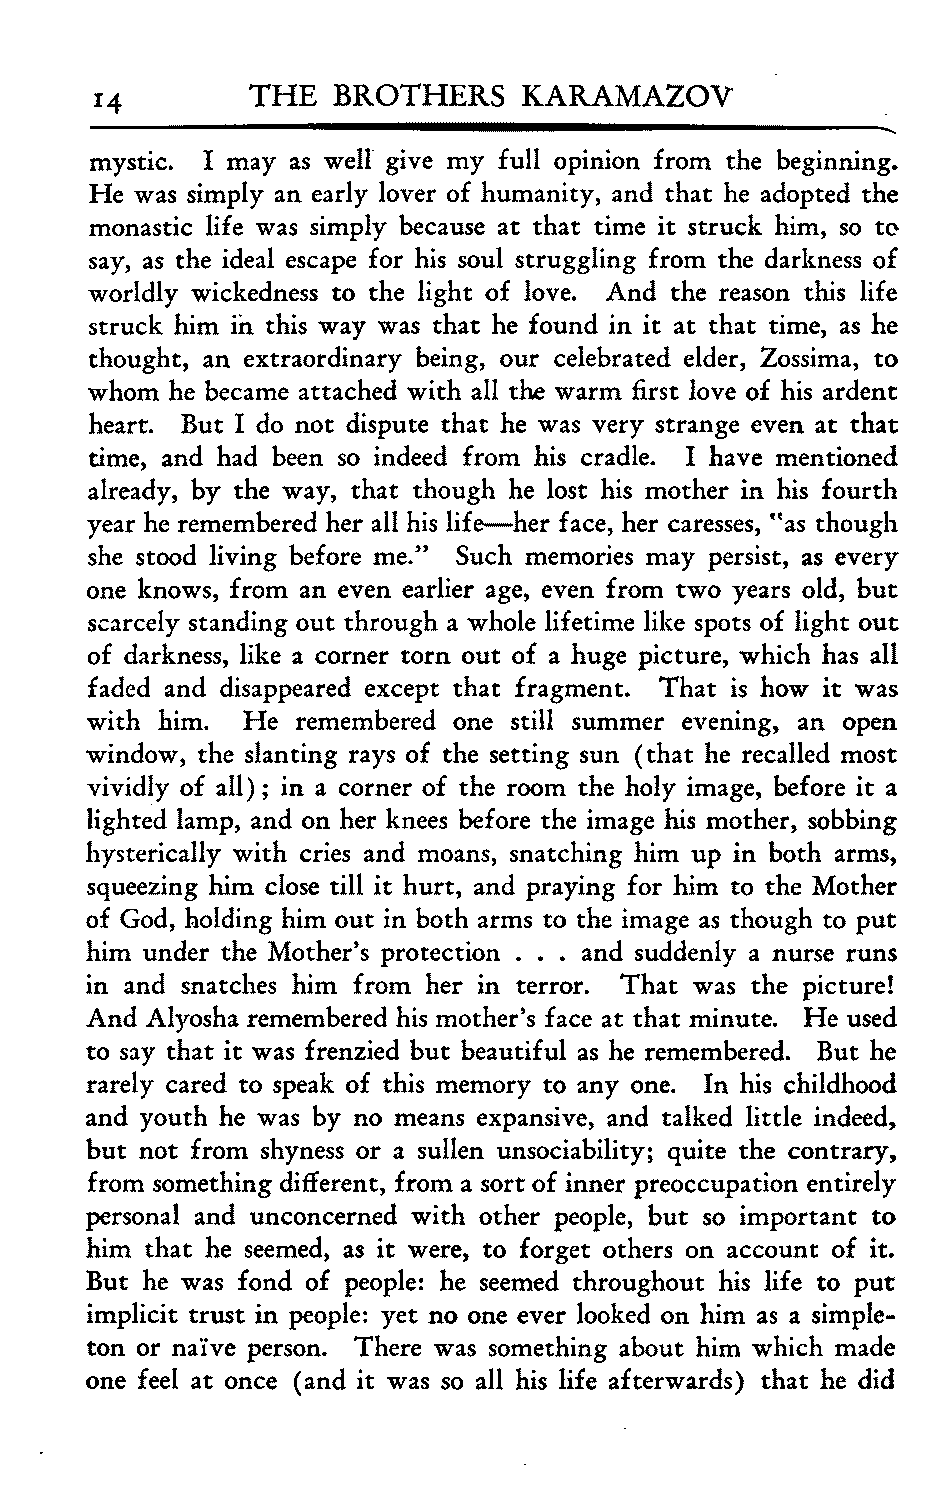 14 THE BROTHERS KARAMAZOV
mystic. I may as well give my full opinion from the beginning.
He was simply an early lover of humanity, and that he adopted the
monastic life was simply because at that time it struck him, so to
say, as the ideal escape for his soul struggling from the darkness of
worldly wickedness to the light of love. And the reason this life
struck him in this way was that he found in it at that time, as he
thought, an extraordinary being, our celebrated elder, Zossima, to
whom he became attached with all the warm first love of his ardent
heart. But I do not dispute that he was very strange even at that
time, and had been so indeed from his cradle. I have mentioned
already, by the way, that though he lost his mother in his fourth
year he remembered her all his life—her face, her caresses, "as though
she stood living before me." Such memories may persist, as every
one knows, from an even earlier age, even from two years old, but
scarcely standing out through a whole lifetime like spots of light out
of darkness, like a corner torn out of a huge picture, which has all
faded and disappeared except that fragment. That is how it was
with him. He remembered one still summer evening, an open
window, the slanting rays of the setting sun (that he recalled most
vividly of all); in a corner of the room the holy image, before it a
lighted lamp, and on her knees before the image his mother, sobbing
hysterically with cries and moans, snatching him up in both arms,
squeezing him close till it hurt, and praying for him to the Mother
of God, holding him out in both arms to the image as though to put
him under the Mother's protection . . . and suddenly a nurse runs
in and snatches him from her in terror. That was the picture!
And Alyosha remembered his mother's face at that minute. He used
to say that it was frenzied but beautiful as he remembered. But he
rarely cared to speak of this memory to any one. In his childhood
and youth he was by no means expansive, and talked little indeed,
but not from shyness or a sullen unsociability; quite the contrary,
from something different, from a sort of inner preoccupation entirely
personal and unconcerned with other people, but so important to
him that he seemed, as it were, to forget others on account of it.
But he was fond of people: he seemed throughout his life to put
implicit trust in people: yet no one ever looked on him as a simple-
ton or naïve person. There was something about him which made
one feel at once (and it was so all his life afterwards) that he did